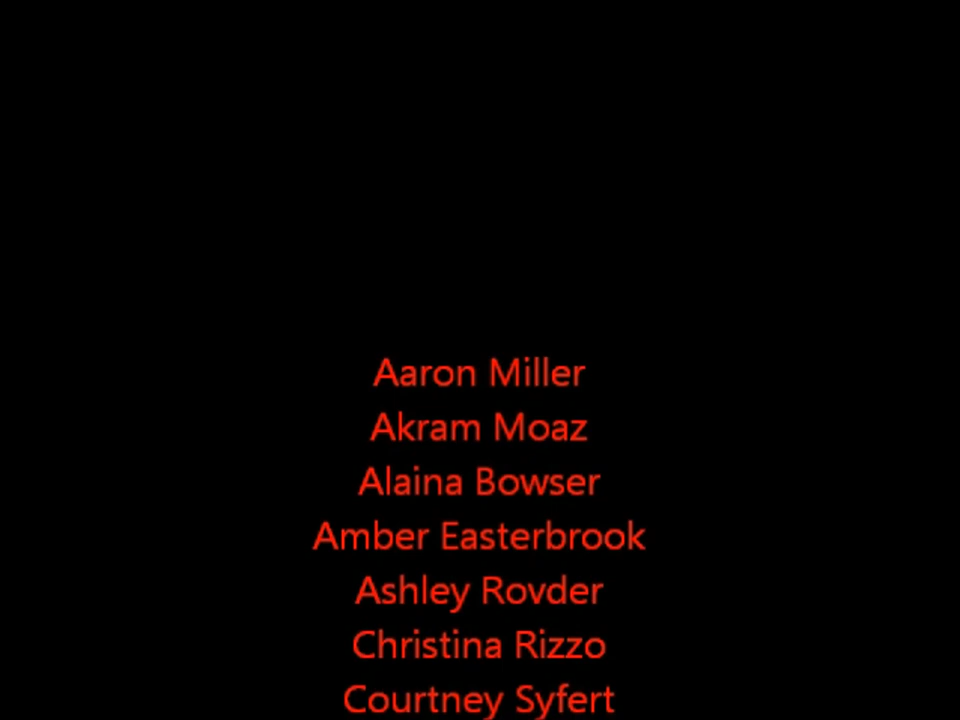 Aaron Miller
Akram Moaz
Alaina Bowser
Amber Easterbrook
Ashley Rovder
Christina Rizzo
Courtney Syfert